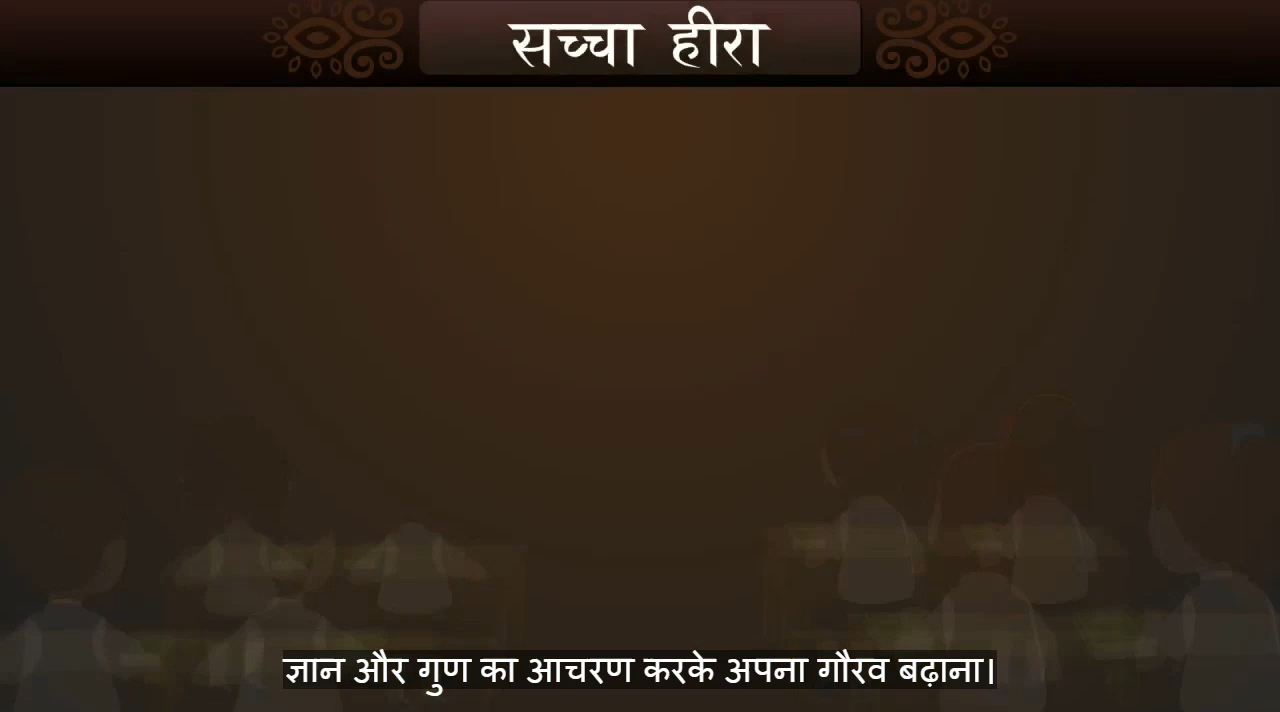 सच्चा हीरा
ज्ञान और गुण का आचरण करके अपना गौरव बढ़ाना।